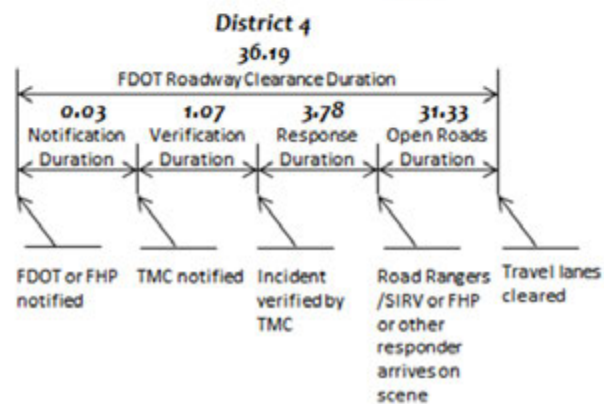 District 4
36.19
FDOT Roadway Clearance Duration
0.03 1.07 3.78 31.33
Notification Verification Response Open Roads
Duration Duration Duration Duration
FDOT or FHP
notified
TMC notified
Incident
verified by
TMC
Road Rangers
/SIRV or FHP
or other
responder
arrives on
scene
Travel lanes
cleared